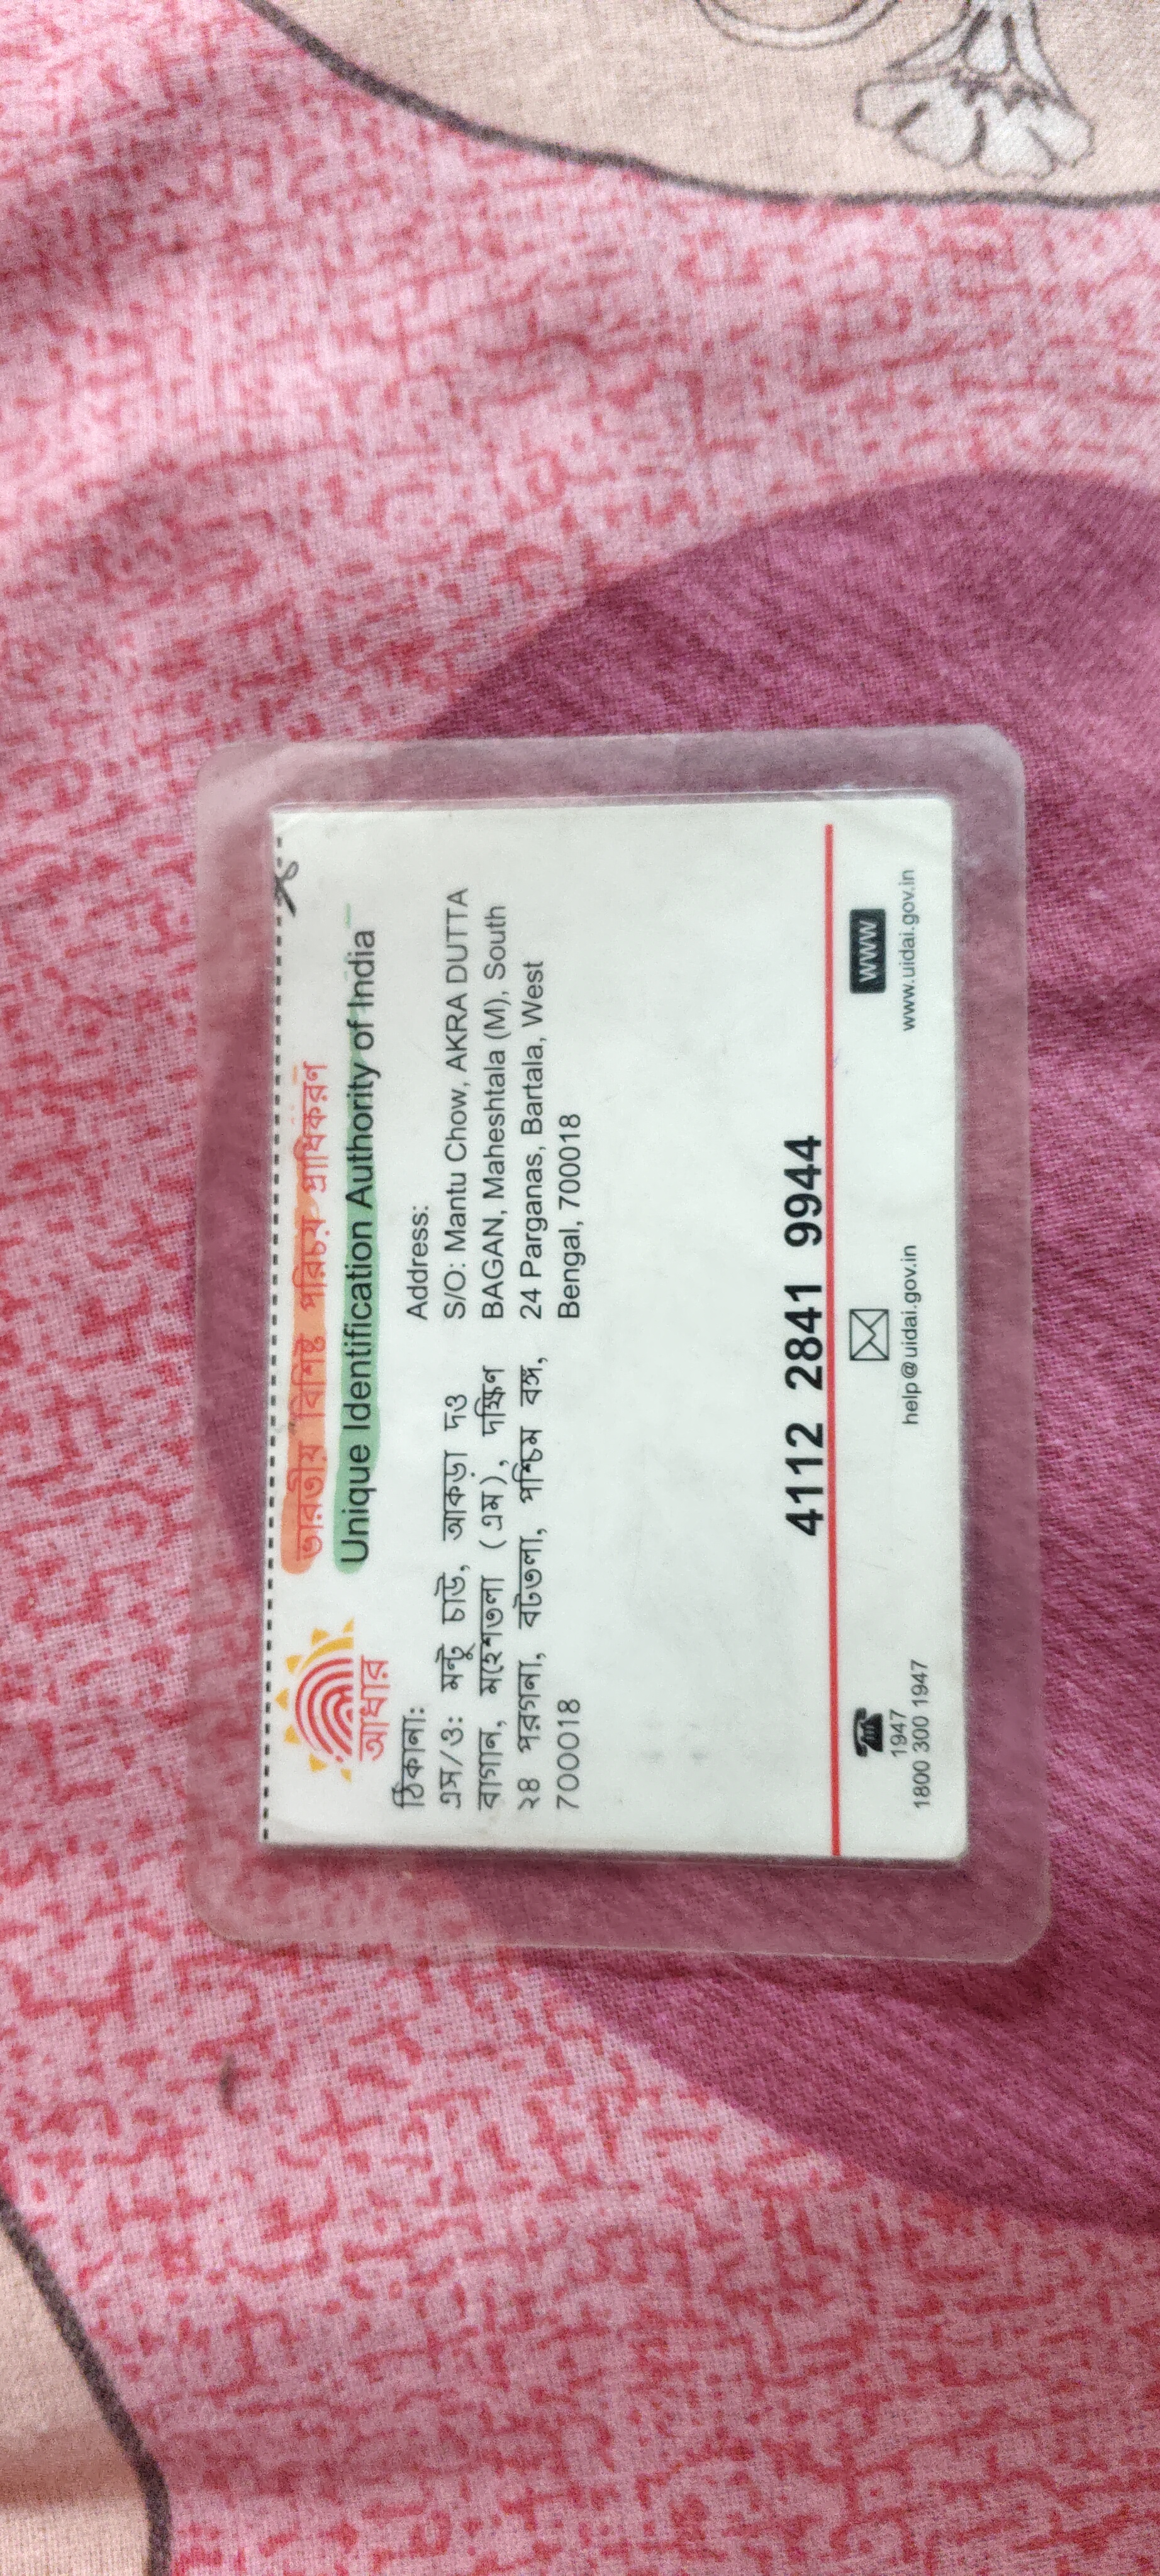 ভারতীয় বিশিষ্ট পরিচয় প্রাধিকরণ
Unique Identification Authority of India
আধার
ঠিকানা:
এস/ও: মন্টু চাউ, আকড়া দত্ত
বাগান, মহেশতলা (এম), দক্ষিণ
২৪ পরগনা, বটতলা, পশ্চিম বঙ্গ,
700018
Address:
S/O: Mantu Chow, AKRA DUTTA
BAGAN, Maheshtala (M), South
24 Parganas, Bartala, West
Bengal, 700018
4112 2841 9944
1947
1800 300 1947
help@uidai.gov.in
WWW
www.uidai.gov.in